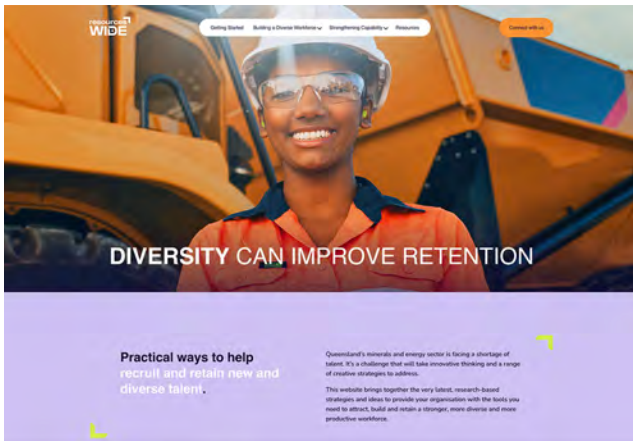 resources
WIDE
Getting Started Building a Diverse Workforce Strengthening Capability Resources
Connect with us
DIVERSITY CAN IMPROVE RETENTION
Practical ways to help
recruit and retain new and
diverse talent.
Queensland's minerals and energy sector is facing a shortage of
talent. It's a challenge that will take innovative thinking and a range
of creative strategies to address.
This website brings together the very latest, research-based
strategies and ideas to provide your organisation with the tools you
need to attract, build and retain a stronger, more diverse and more
productive workforce.